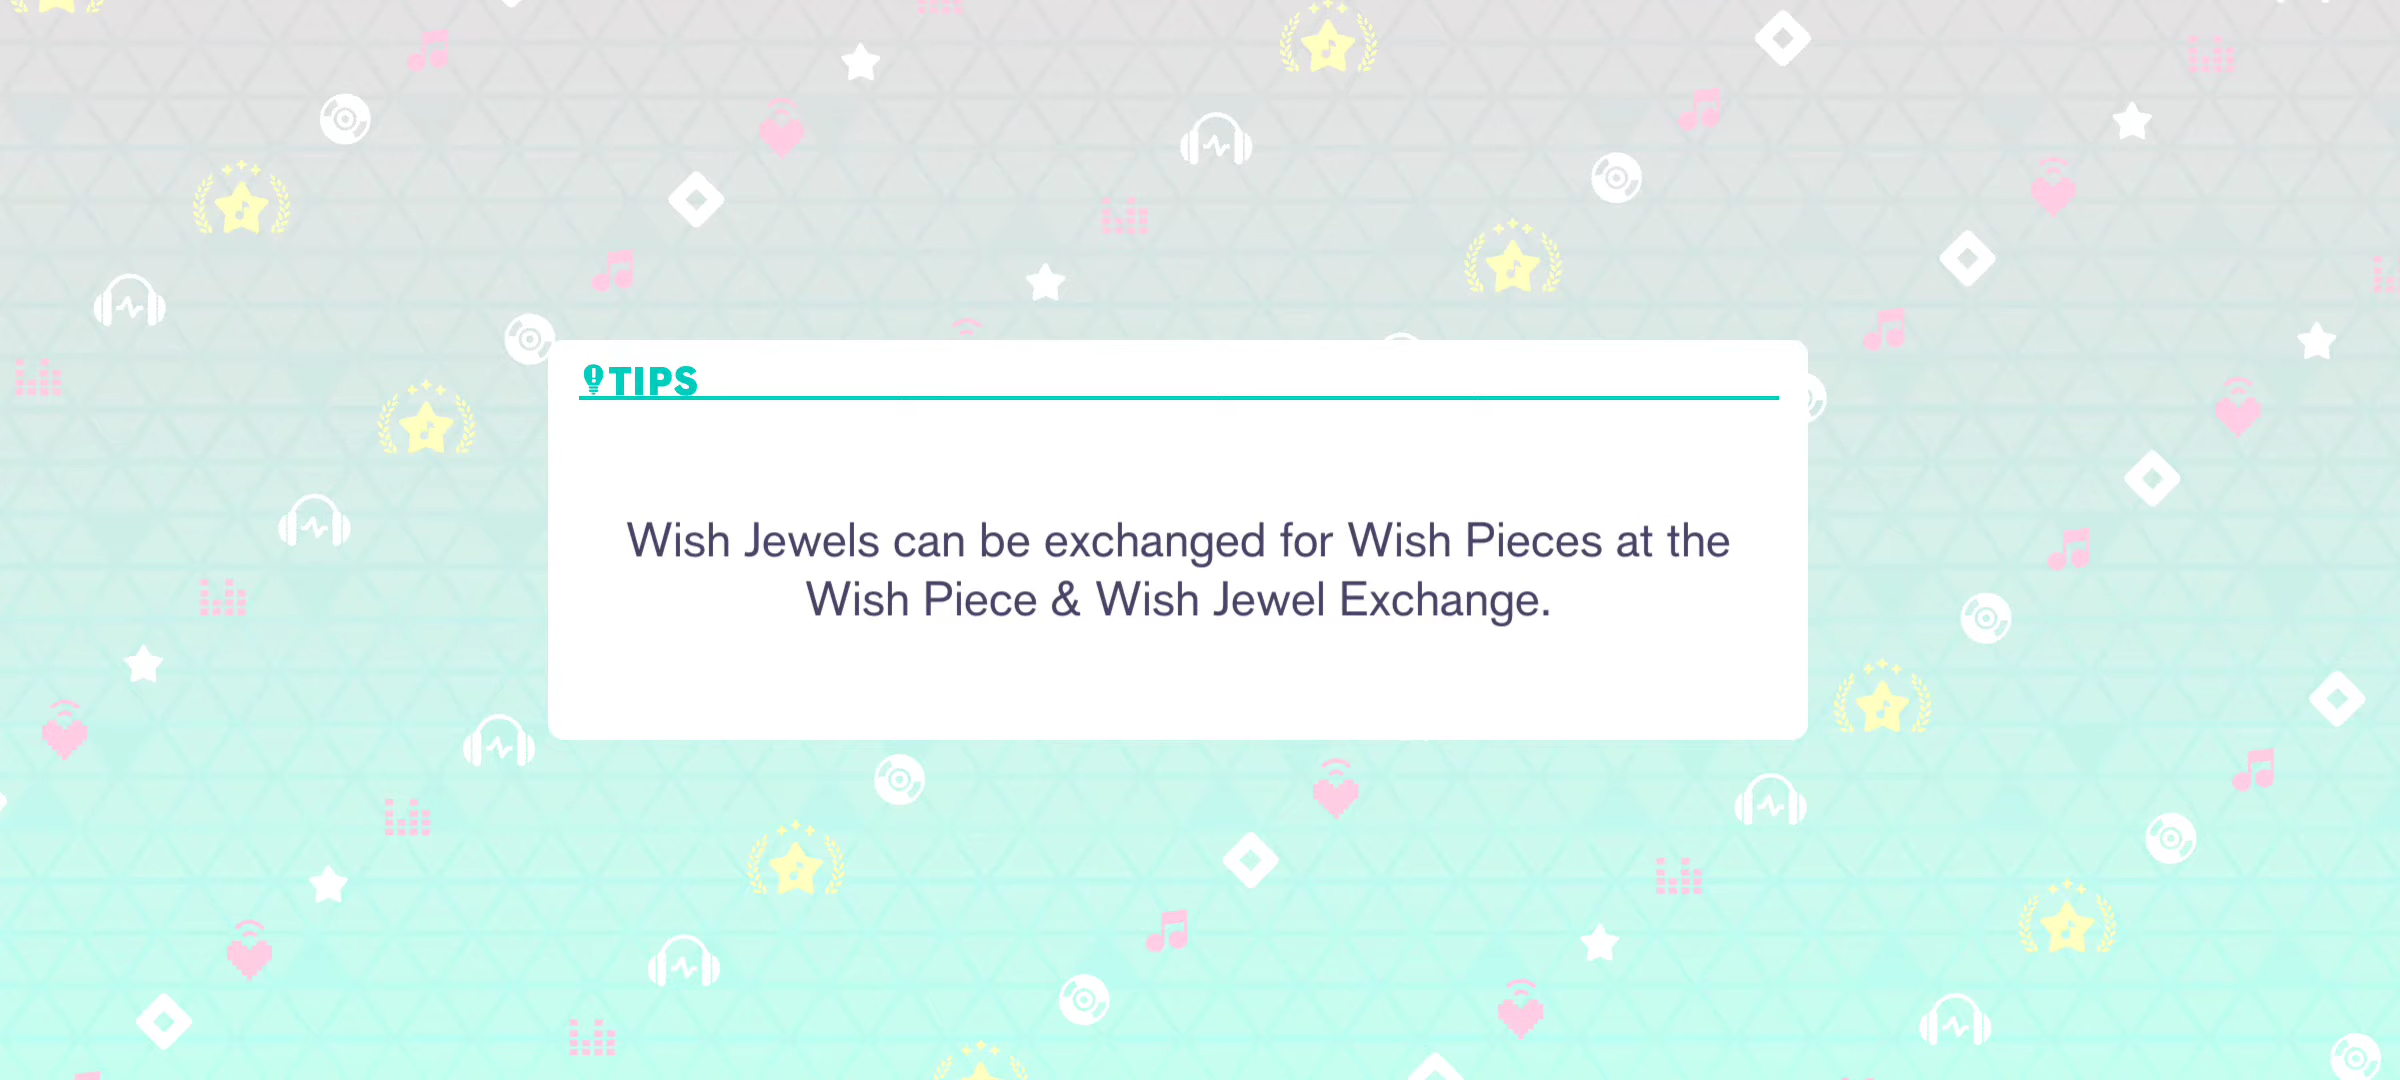 TIPS
Wish Jewels can be exchanged for Wish Pieces at the
Wish Piece & Wish Jewel Exchange.